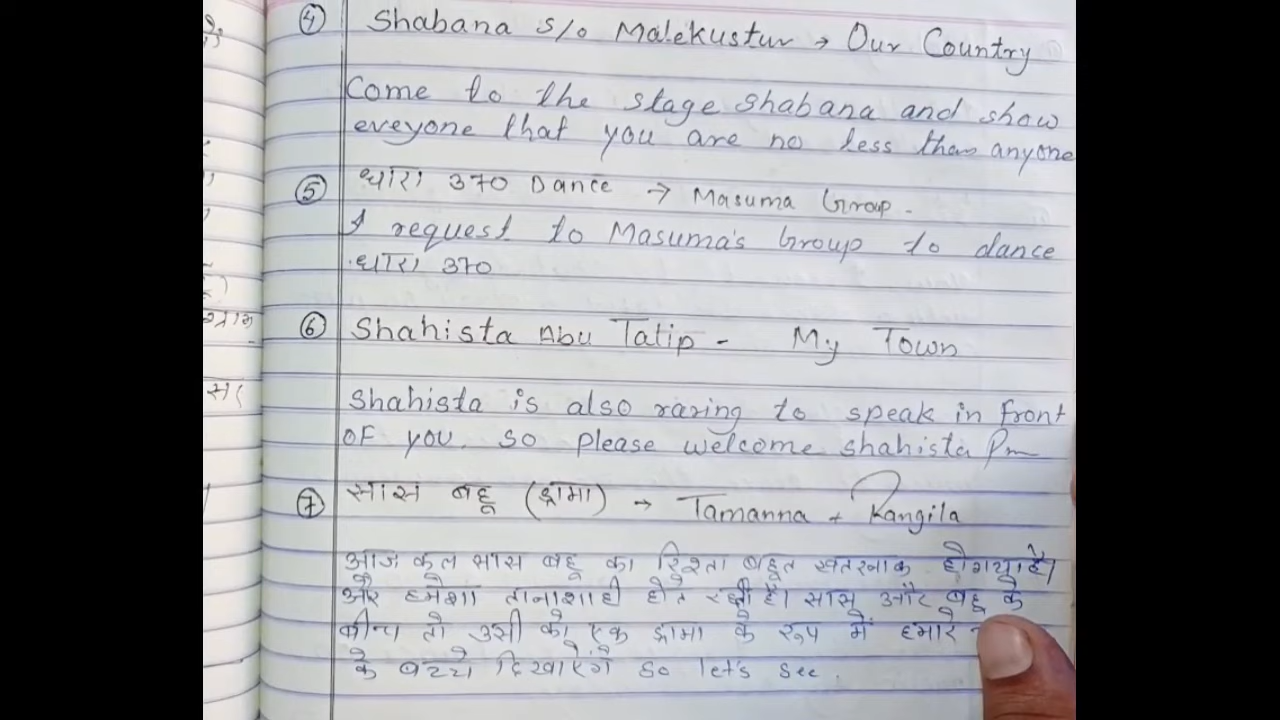 ④ Shabana s/o Malekustur → Our Country
Come to the stage shabana and show
eveyone that you are no less than anyone
⑤ धारा 370 Dance → Masuma Group.
I request to Masuma's Group to dance
धारा 370
⑥ Shahista Abu Talip - My Town
Shahista is also raring to speak in front
of you. so please welcome shahista
⑦ सास बहू (ड्रामा) → Tamanna + Rangila
आज कल सास बहू का रिश्ता बहूत खतरनाक होगया है।
और हमेशा तानाशाही होते रही है। सास और बहू के
बीच तो उसी को एक ड्रामा के रूप में हमारे
के बच्चे दिखाएंगे so let's see.